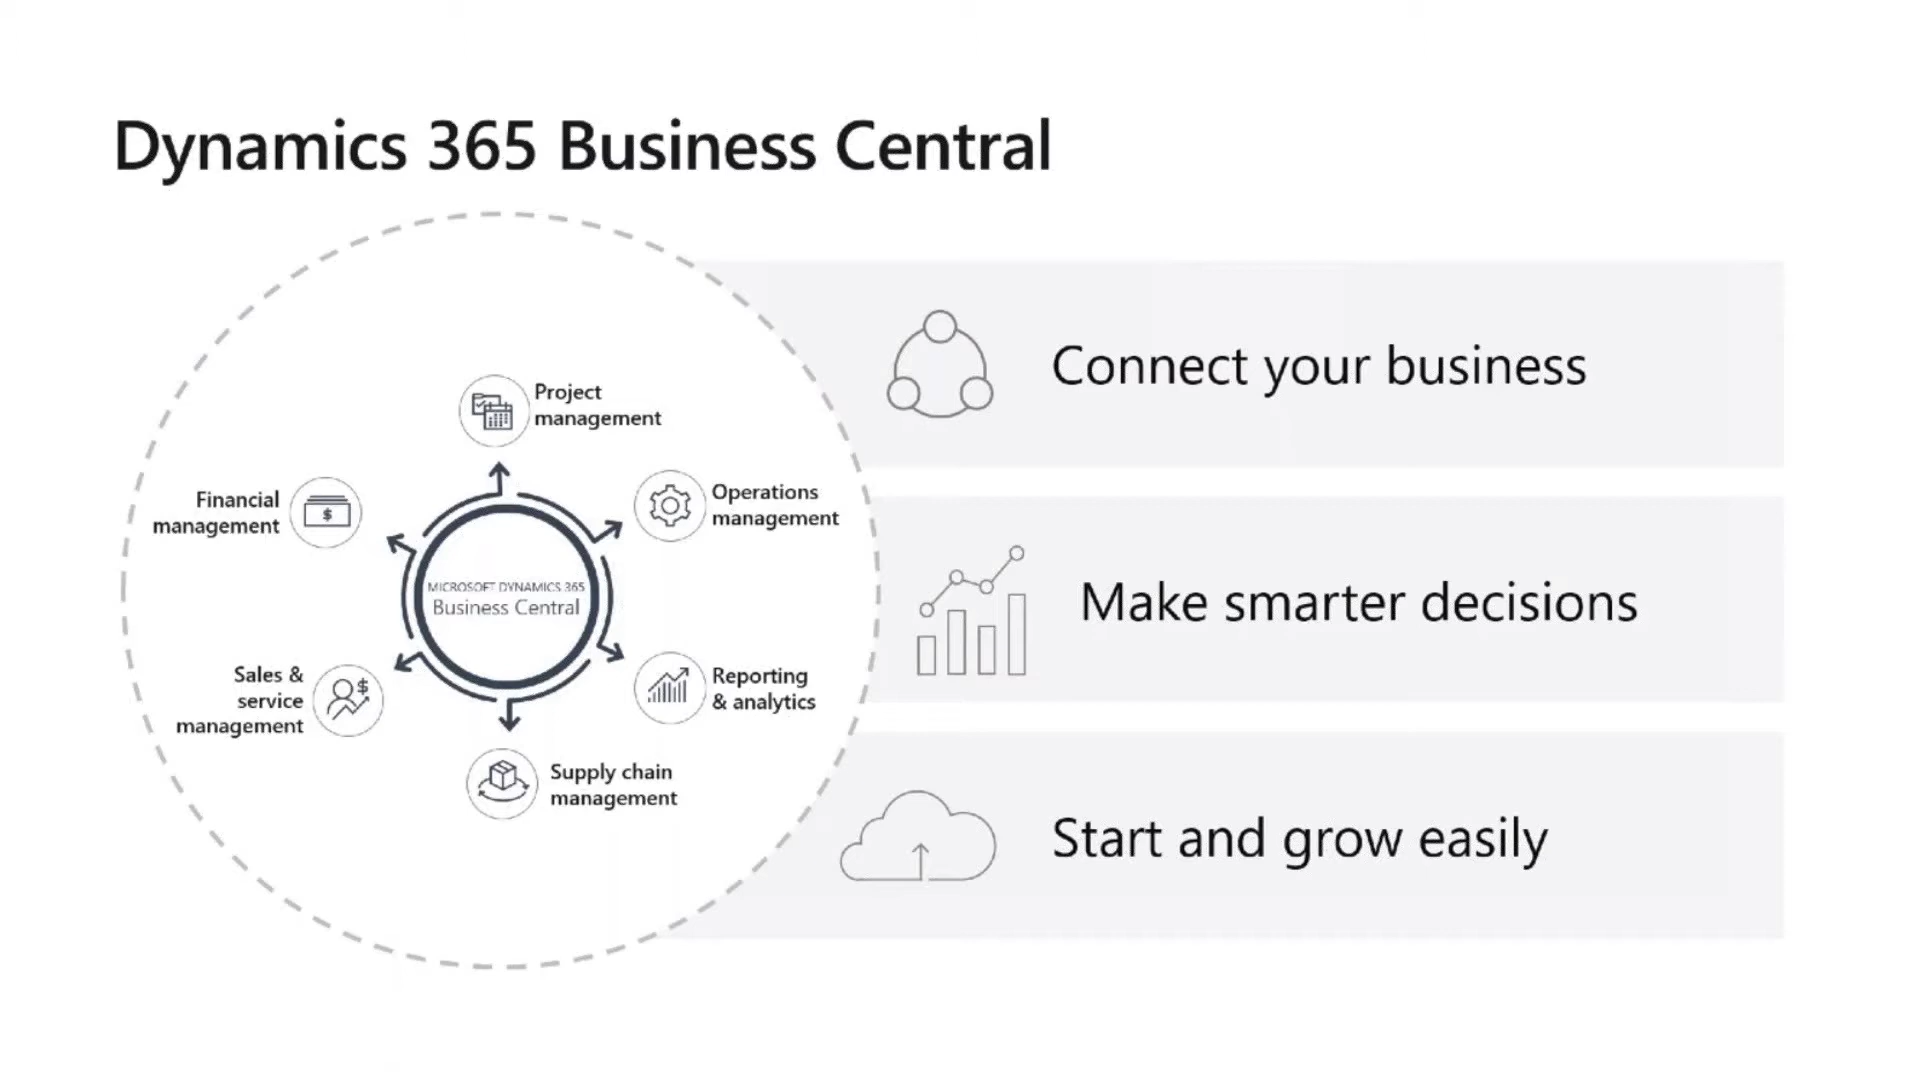 Dynamics 365 Business Central
Project
management
Financial
management
Operations
management
MICROSOFT DYNAMICS 365
Business Central
Sales &
service
management
Reporting
& analytics
Supply chain
management
$
$
Connect your business
Make smarter decisions
Start and grow easily